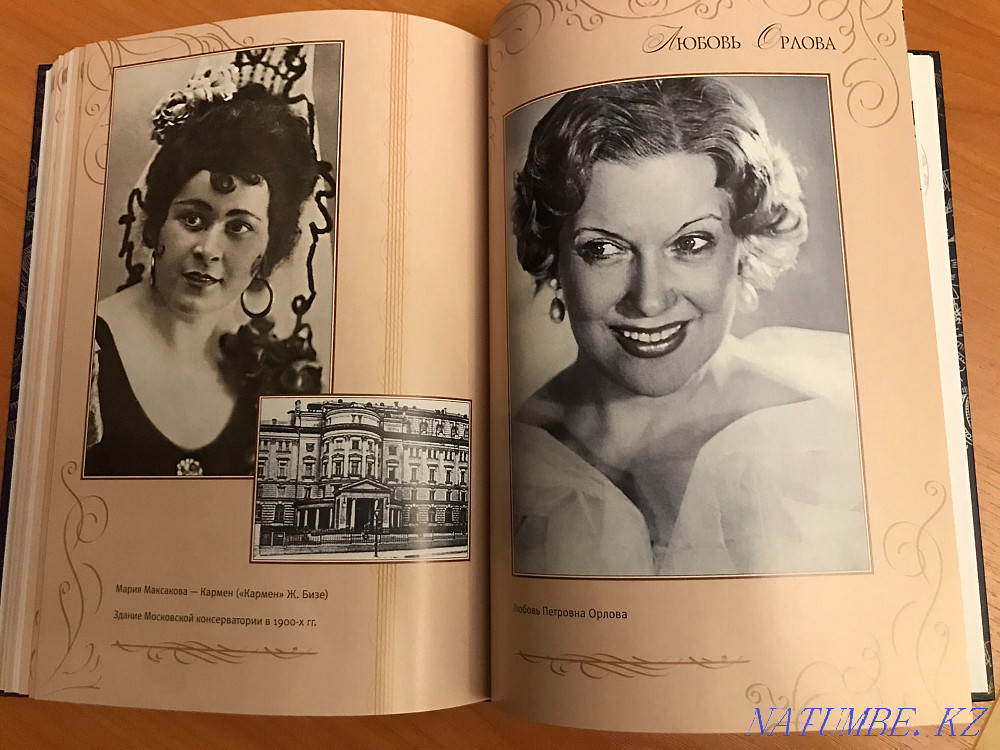 Мария Максакова — Кармен («Кармен» Ж. Бизе)
Здание Московской консерватории в 1900-х гг.
Любовь Орлова
Любовь Петровна Орлова
NATUMBE. KZ